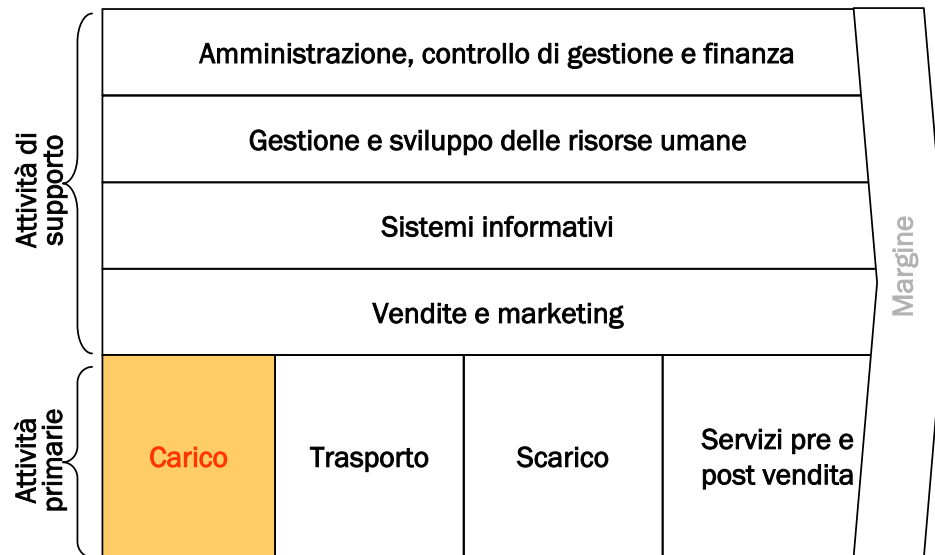 Attività di
supporto
Amministrazione, controllo di gestione e finanza
Gestione e sviluppo delle risorse umane
Sistemi informativi
Vendite e marketing
Margine
Attività
primarie
Carico
Trasporto
Scarico
Servizi pre e
post vendita